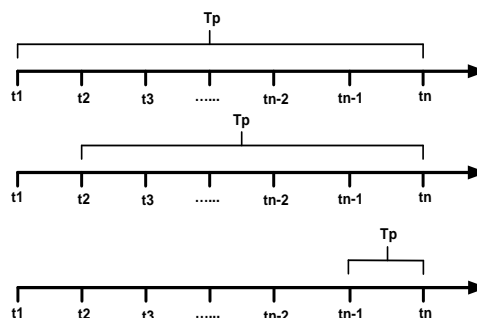 Tp
t1 t2 t3 ...... tn-2 tn-1 tn
Tp
t1 t2 t3 ...... tn-2 tn-1 tn
Tp
t1 t2 t3 ...... tn-2 tn-1 tn